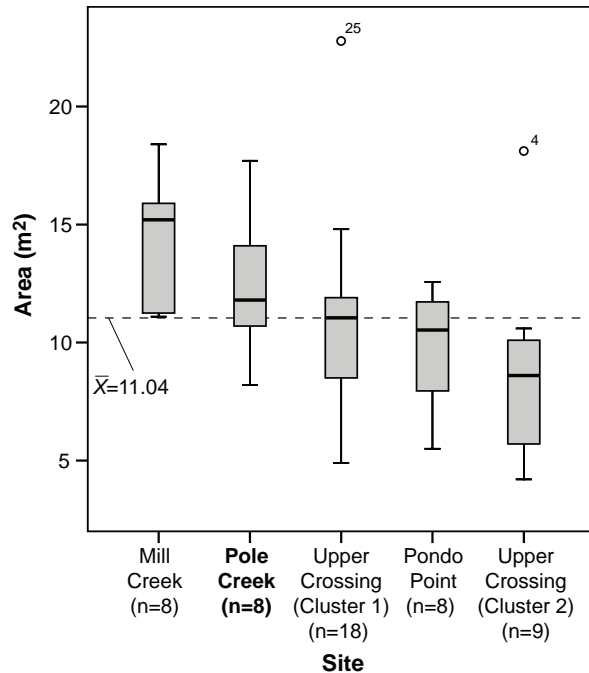 25
20
4
15
10
X̄=11.04
5
Area (m²)
Mill
Creek
(n=8)
Pole
Creek
(n=8)
Upper
Crossing
(Cluster 1)
(n=18)
Pondo
Point
(n=8)
Upper
Crossing
(Cluster 2)
(n=9)
Site